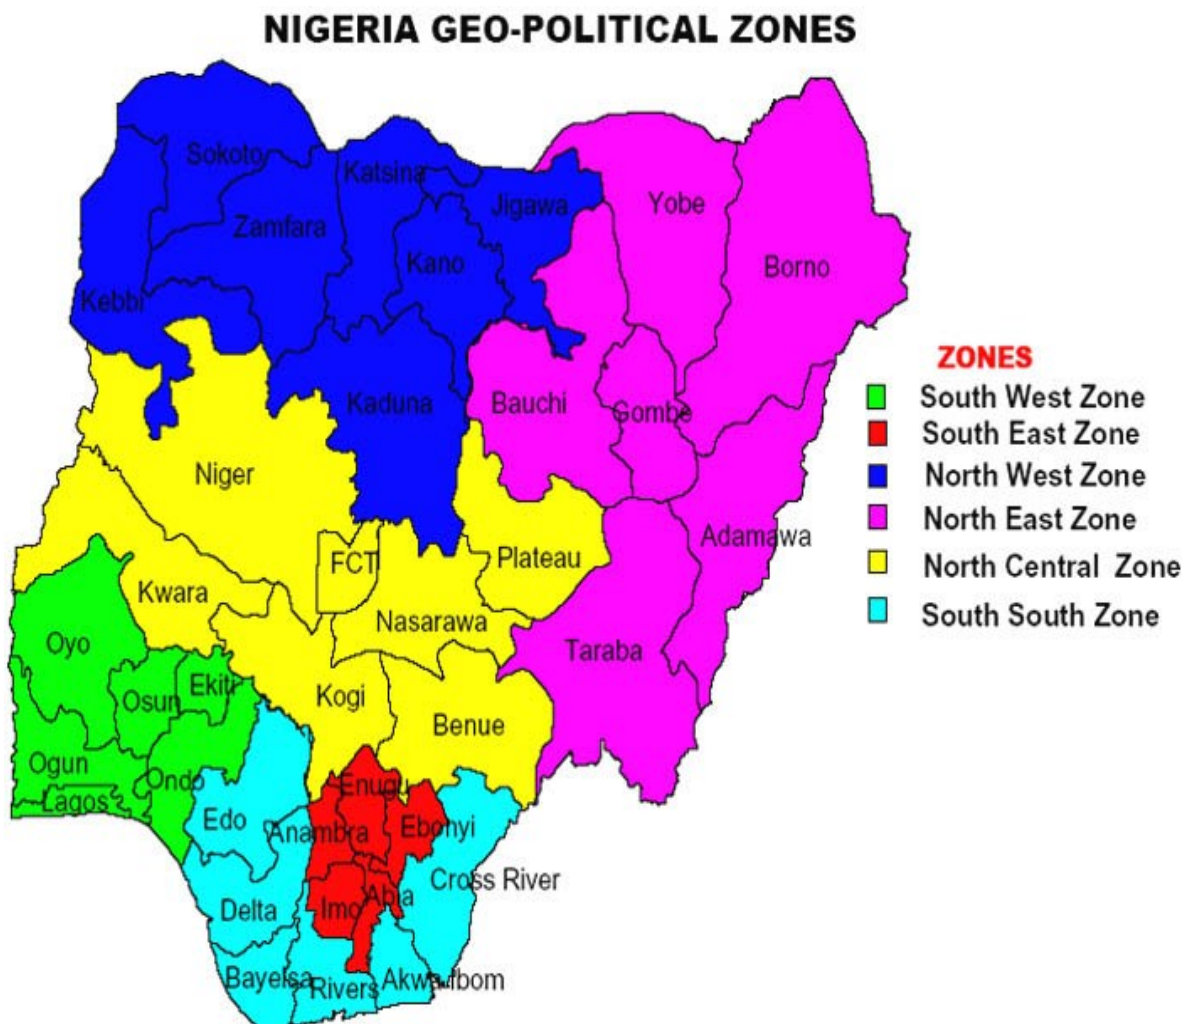 NIGERIA GEO-POLITICAL ZONES
Sokoto
Katsina
Zamfara
Jigawa
Yobe
Kano
Borno
Kebbi
Kaduna
Bauchi
Gombe
Niger
FCT
Plateau
Adamawa
Kwara
Nasarawa
Taraba
Oyo
Osun
Ekiti
Kogi
Benue
Ogun
Ondo
Lagos
Enugu
Edo
Anambra
Ebonyi
Cross River
Delta
Imo
Abia
Bayelsa
Rivers
Akwa-Ibom
ZONES
South West Zone
South East Zone
North West Zone
North East Zone
North Central Zone
South South Zone